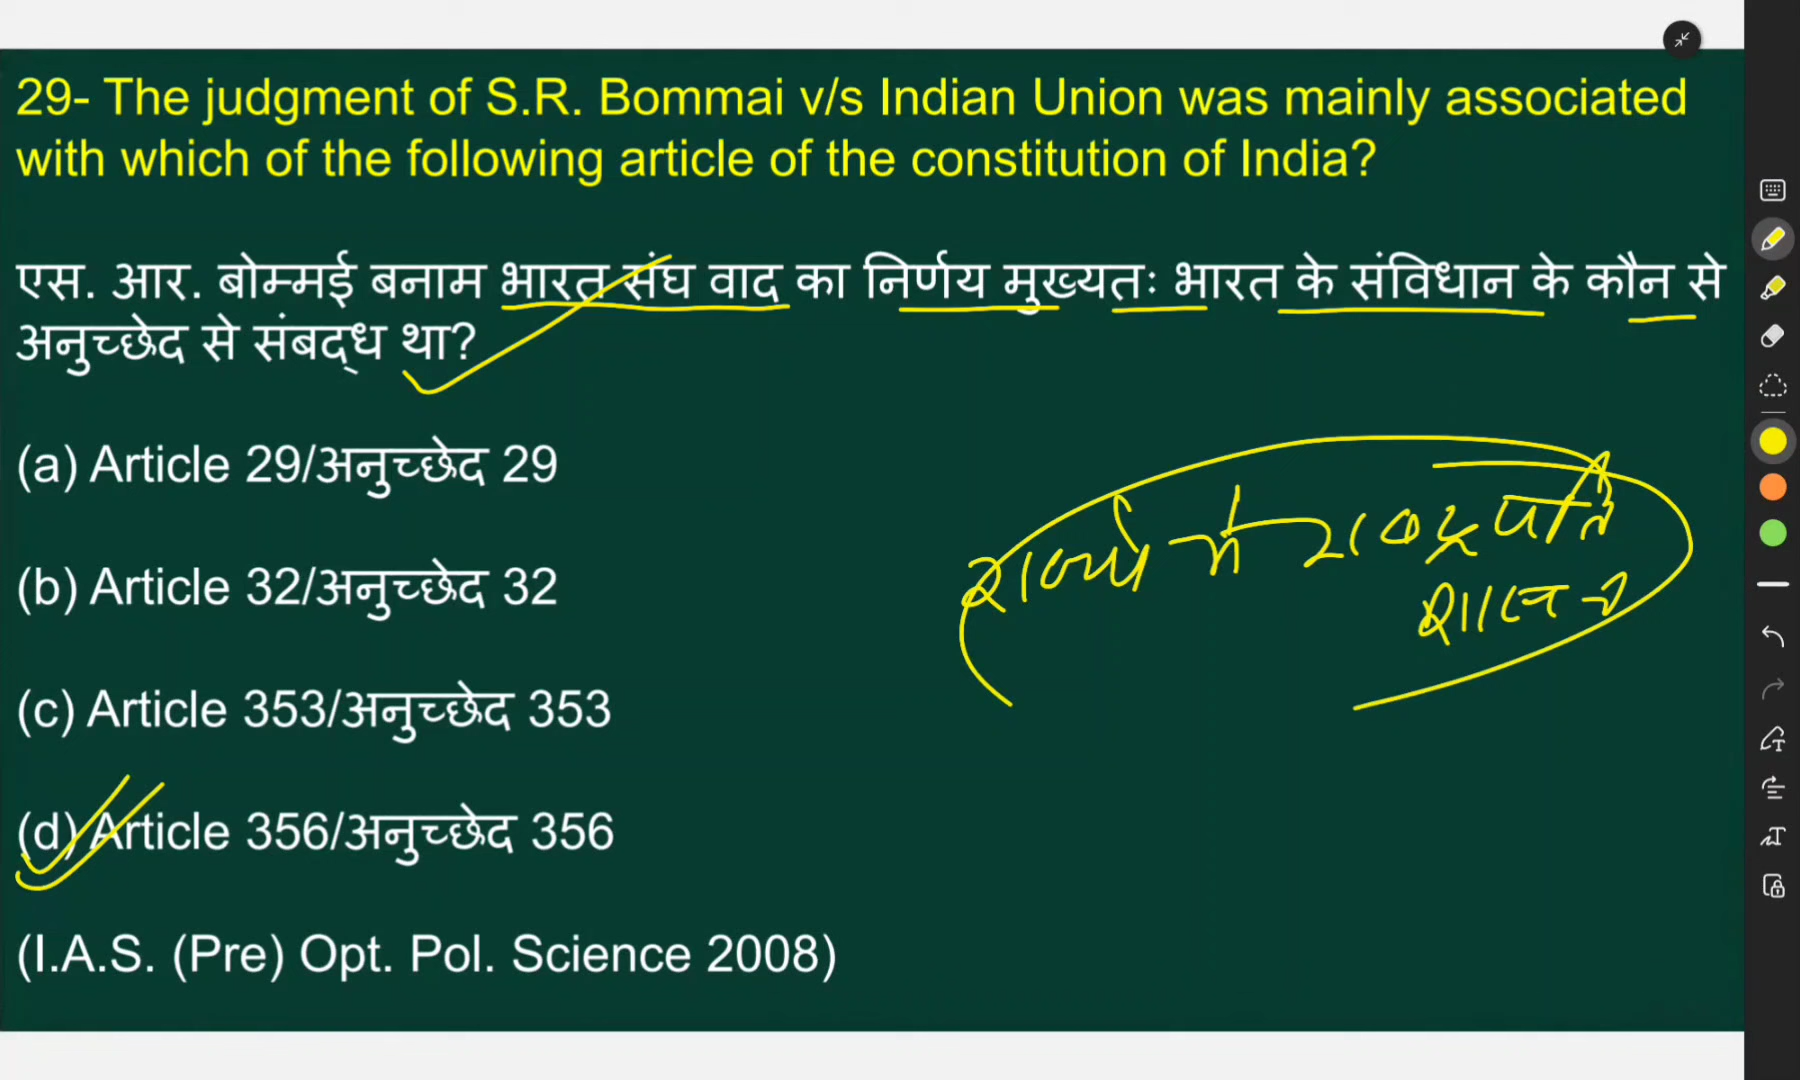 29- The judgment of S.R. Bommai v/s Indian Union was mainly associated
with which of the following article of the constitution of India?
एस. आर. बोम्मई बनाम भारत संघ वाद का निर्णय मुख्यतः भारत के संविधान के कौन से
अनुच्छेद से संबद्ध था?
(a) Article 29/अनुच्छेद 29
राज्यों में राष्ट्रपति
शासन
(b) Article 32/अनुच्छेद 32
(c) Article 353/अनुच्छेद 353
(d) Article 356/अनुच्छेद 356
(I.A.S. (Pre) Opt. Pol. Science 2008)